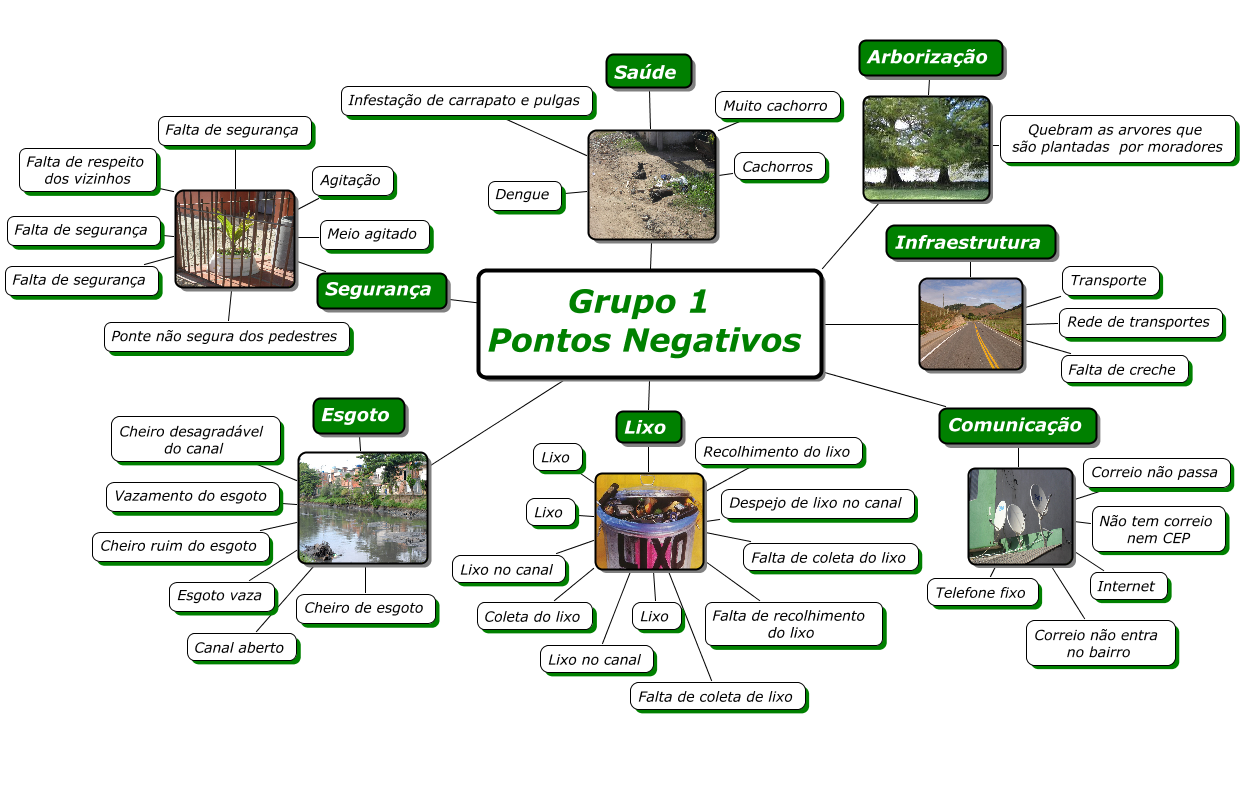 Grupo 1
Pontos Negativos
Saúde
Infestação de carrapato e pulgas
Muito cachorro
Dengue
Cachorros
Arborização
Quebram as arvores que
são plantadas por moradores
Infraestrutura
Transporte
Rede de transportes
Falta de creche
Comunicação
Correio não passa
Não tem correio
nem CEP
Internet
Telefone fixo
Correio não entra
no bairro
Lixo
Lixo
Recolhimento do lixo
Lixo
Despejo de lixo no canal
LIXO
Lixo no canal
Falta de coleta do lixo
Coleta do lixo
Lixo
Falta de recolhimento
do lixo
Lixo no canal
Falta de coleta de lixo
Esgoto
Cheiro desagradável
do canal
Vazamento do esgoto
Cheiro ruim do esgoto
Esgoto vaza
Cheiro de esgoto
Canal aberto
Segurança
Falta de segurança
Falta de respeito
dos vizinhos
Agitação
Falta de segurança
Meio agitado
Falta de segurança
Ponte não segura dos pedestres